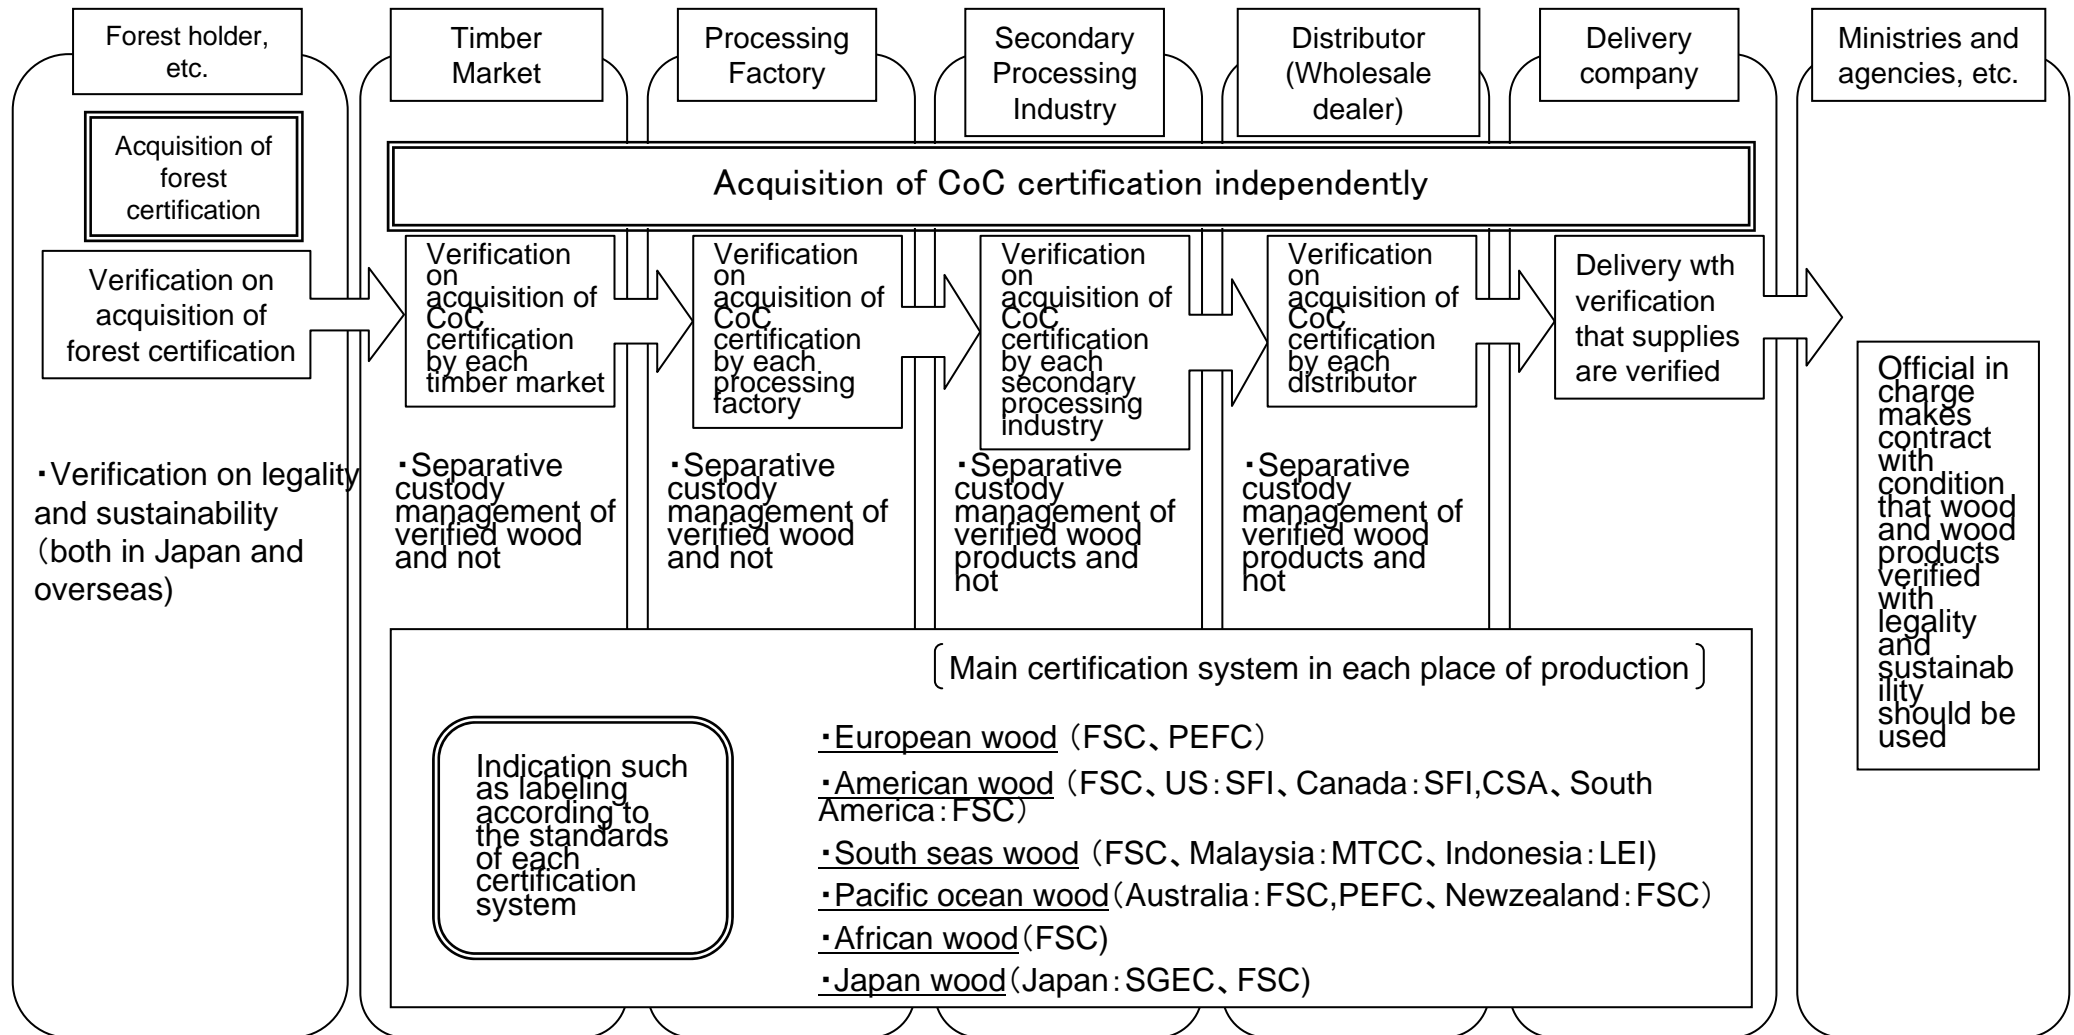 Forest holder,
etc.
Timber
Market
Processing
Factory
Secondary
Processing
Industry
Distributor
(Wholesale
dealer)
Delivery
company
Ministries and
agencies, etc.
Acquisition of
forest
certification
Acquisition of CoC certification independently
Verification on
acquisition of
forest certification
Verification
on
acquisition of
CoC
certification
by each
timber market
Verification
on
acquisition of
CoC
certification
by each
processing
factory
Verification
on
acquisition of
CoC
certification
by each
secondary
processing
industry
Verification
on
acquisition of
CoC
certification
by each
distributor
Delivery wth
verification
that supplies
are verified
Official in
charge
makes
contract
with
condition
that wood
and wood
products
verified
with
legality
and
sustainab
ility
should be
used
・Verification on legality
and sustainability
（both in Japan and
overseas)
・Separative
custody
management of
verified wood
and not
・Separative
custody
management of
verified wood
and not
・Separative
custody
management of
verified wood
products and
not
・Separative
custody
management of
verified wood
products and
not
〔Main certification system in each place of production〕
Indication such
as labeling
according to
the standards
of each
certification
system
・European wood（FSC、PEFC）
・American wood（FSC、US：SFI、Canada：SFI,CSA、South
America：FSC）
・South seas wood（FSC、Malaysia：MTCC、Indonesia：LEI)
・Pacific ocean wood（Australia：FSC,PEFC、Newzealand：FSC）
・African wood（FSC)
・Japan wood（Japan：SGEC、FSC)